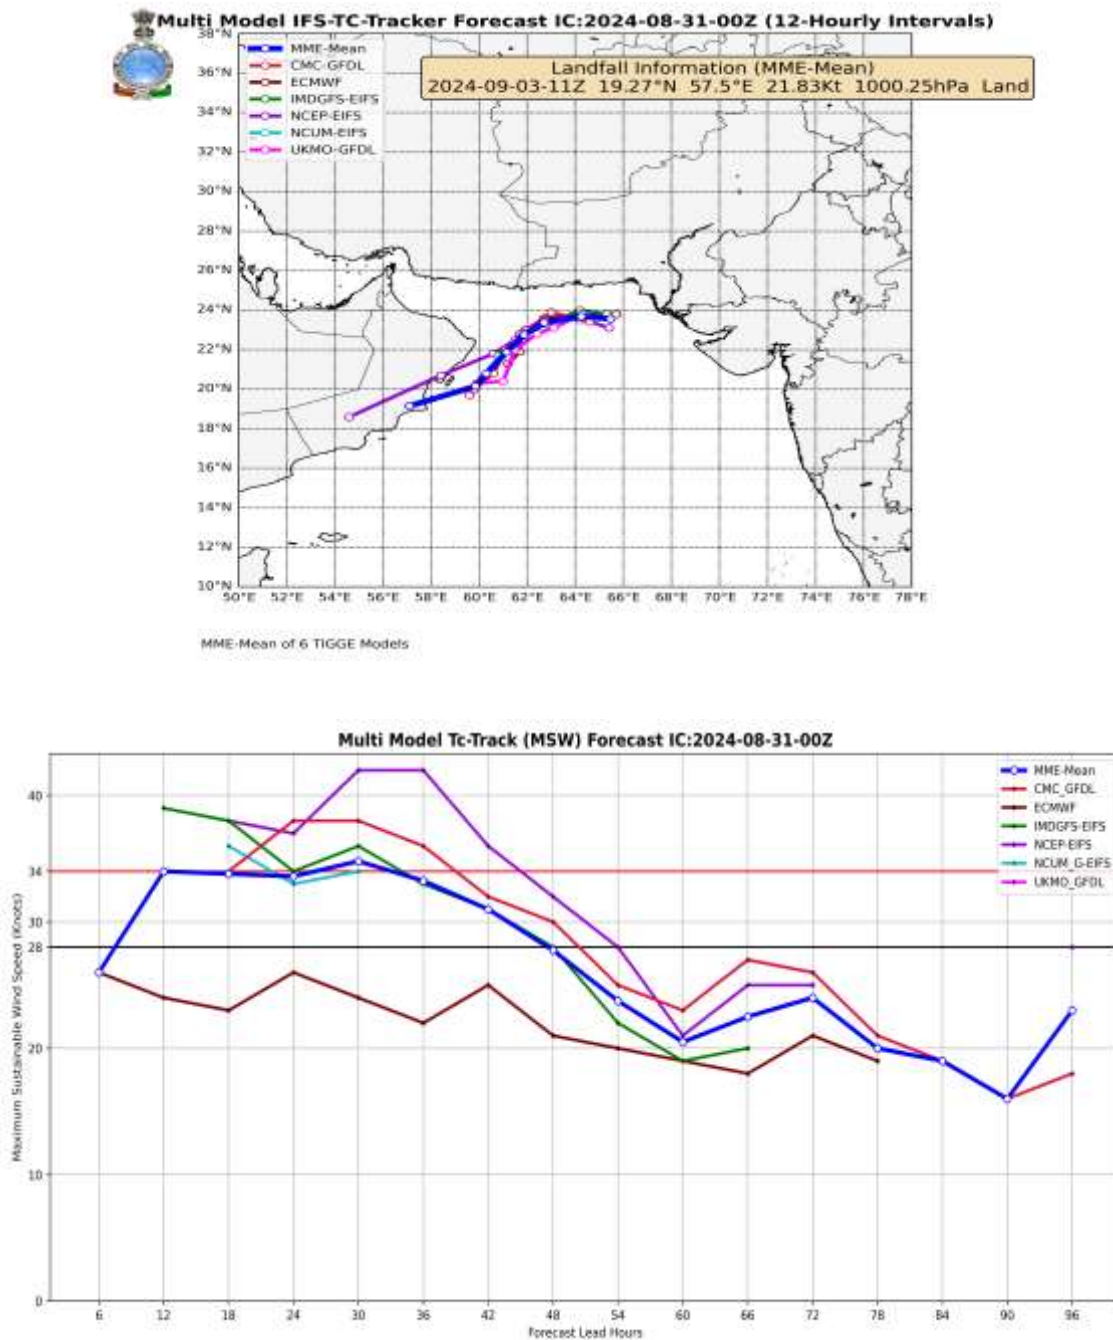 Multi Model IFS-TC-Tracker Forecast IC:2024-08-31-00Z (12-Hourly Intervals)
38°N
MME-Mean
CMC-GFDL
ECMWF
IMDGFS-EIFS
NCEP-EIFS
NCUM-EIFS
UKMO-GFDL
Landfall Information (MME-Mean)
2024-09-03-11Z 19.27°N 57.5°E 21.83Kt 1000.25hPa Land
36°N
34°N
32°N
30°N
28°N
26°N
24°N
22°N
20°N
18°N
16°N
14°N
12°N
10°N
50°E 52°E 54°E 56°E 58°E 60°E 62°E 64°E 66°E 68°E 70°E 72°E 74°E 76°E 78°E
MME-Mean of 6 TIGGE Models
Multi Model Tc-Track (MSW) Forecast IC:2024-08-31-00Z
MME-Mean
CMC_GFDL
ECMWF
IMDGFS-EIFS
NCEP-EIFS
NCUM_G-EIFS
UKMO_GFDL
Maximum Sustainable Wind Speed (Knots)
40
34
30
28
20
10
0
6 12 18 24 30 36 42 48 54 60 66 72 78 84 90 96
Forecast Lead Hours